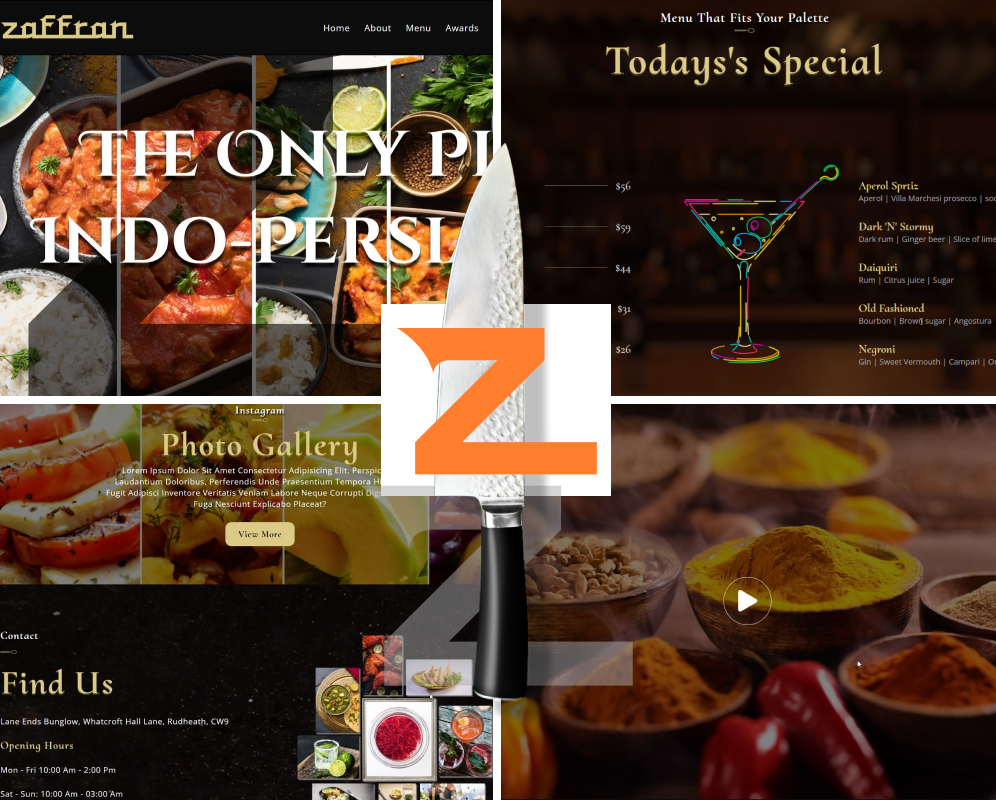 zaffran
Home About Menu Awards
THE ONLY
INDO-PERSI
Menu That Fits Your Palette
Todays's Special
$56
$59
$44
$31
$26
Aperol Sprtiz
Aperol | Villa Marchesi prosecco |
Dark 'N' Stormy
Dark rum | Ginger beer | Slice of lime
Daiquiri
Rum | Citrus juice | Sugar
Old Fashioned
Bourbon | Brown sugar | Angostura
Negroni
Gin | Sweet Vermouth | Campari |
Z
Instagram
Photo Gallery
Lorem Ipsum Dolor Sit Amet Consectetur Adipisicing Elit.
Laudantium Doloribus, Perferendis Unde Praesentium Tempora
Fugit Adipisci Inventore Veritatis Veniam Labore Neque Corrupti
Fuga Nesciunt Explicabo Placeat?
View More
Contact
Find Us
Lane Ends Bunglow, Whatcroft Hall Lane, Rudheath, CW9
Opening Hours
Mon - Fri 10:00 Am - 2:00 Pm
Sat - Sun: 10:00 Am - 03:00 Am